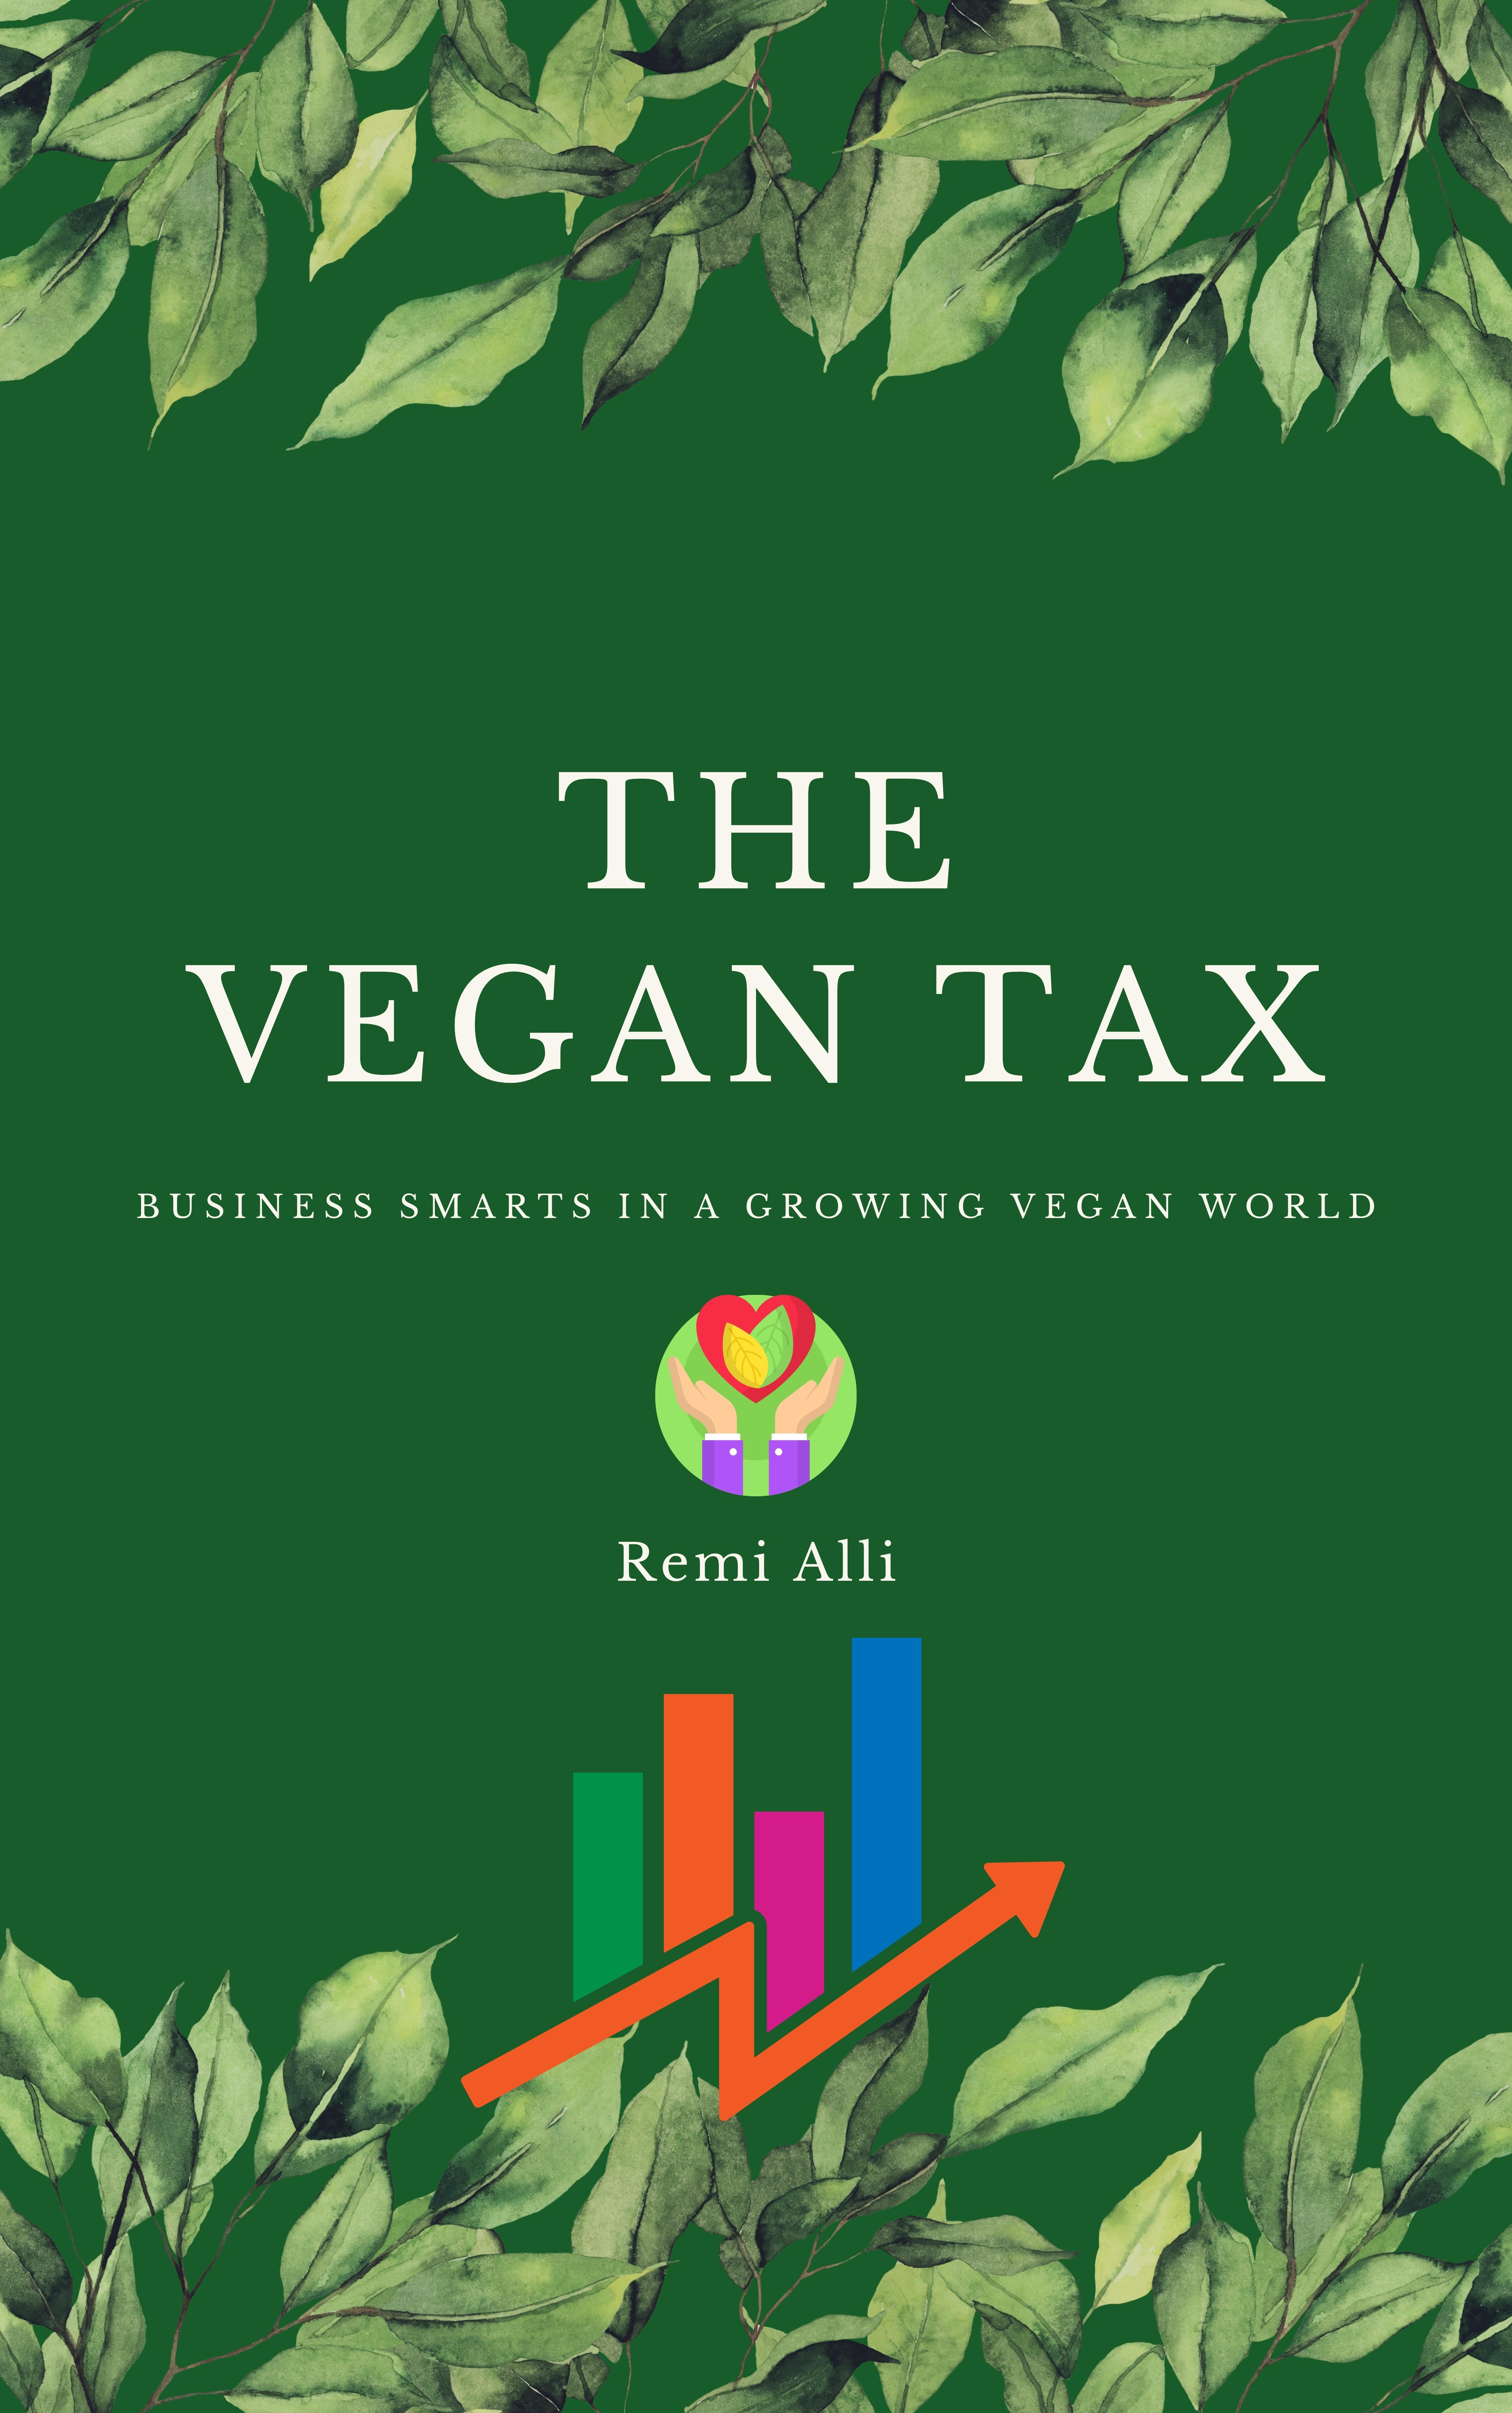 THE
VEGAN TAX
BUSINESS SMARTS IN A GROWING VEGAN WORLD
Remi Alli